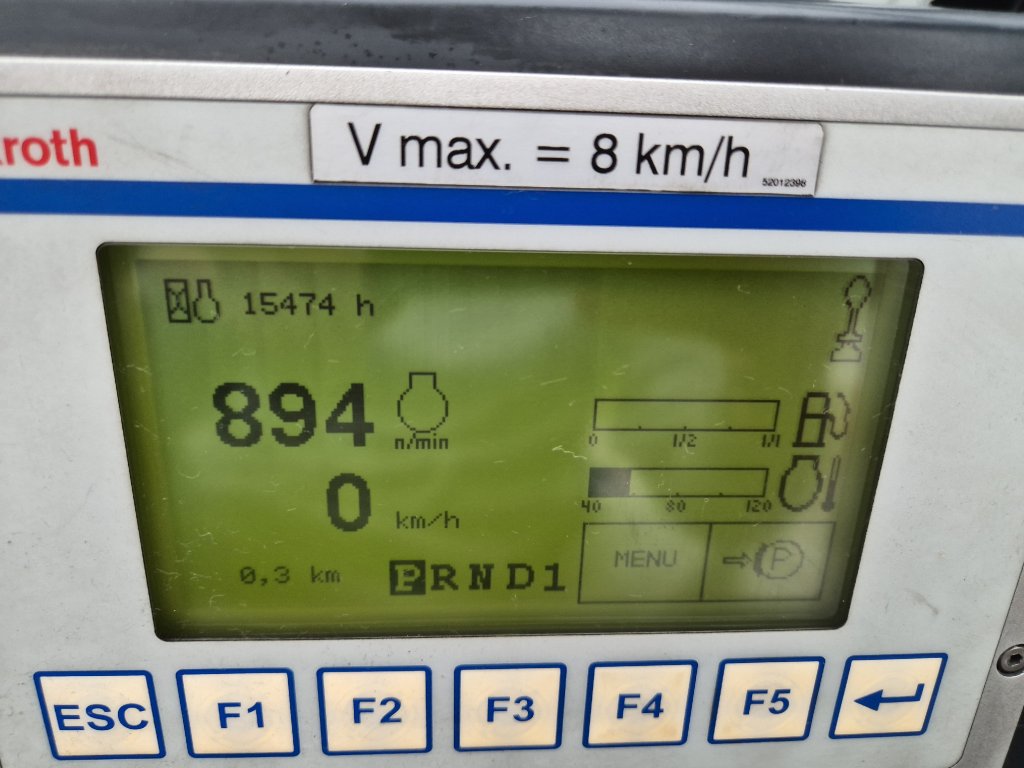 roth
V max. = 8 km/h
52012398
15474 h
894 n/min
0 1/2 1/1
0 km/h
40 80 120
MENU P
0,3 km PRND1
ESC F1 F2 F3 F4 F5